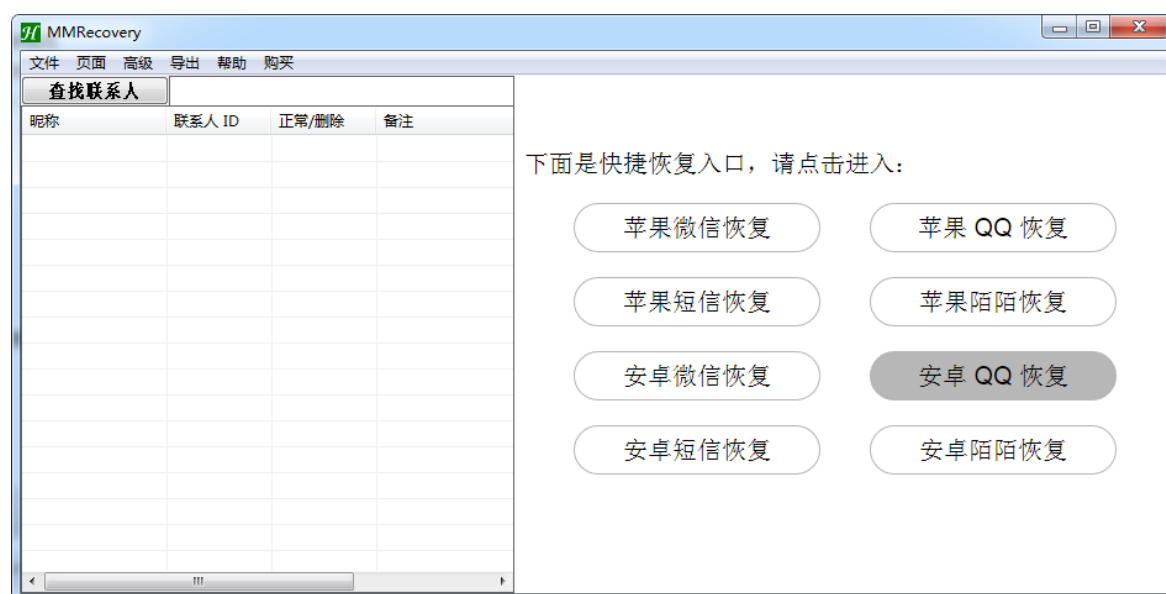 MMRecovery
文件 页面 高级 导出 帮助 购买
查找联系人
昵称 联系人 ID 正常/删除 备注
下面是快捷恢复入口，请点击进入：
苹果微信恢复 苹果 QQ 恢复
苹果短信恢复 苹果陌陌恢复
安卓微信恢复 安卓 QQ 恢复
安卓短信恢复 安卓陌陌恢复